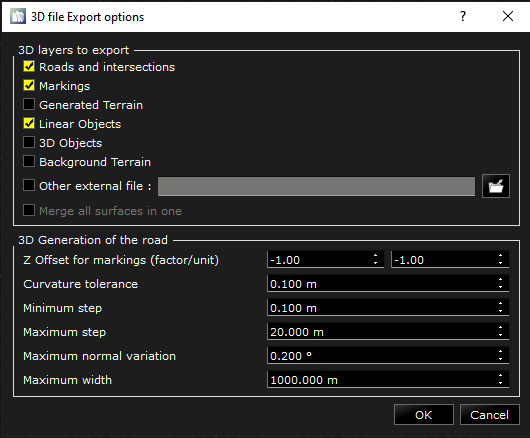 3D file Export options
3D layers to export
Roads and intersections
Markings
Generated Terrain
Linear Objects
3D Objects
Background Terrain
Other external file :
Merge all surfaces in one
3D Generation of the road
Z Offset for markings (factor/unit) -1.00 -1.00
Curvature tolerance 0.100 m
Minimum step 0.100 m
Maximum step 20.000 m
Maximum normal variation 0.200 °
Maximum width 1000.000 m
OK Cancel